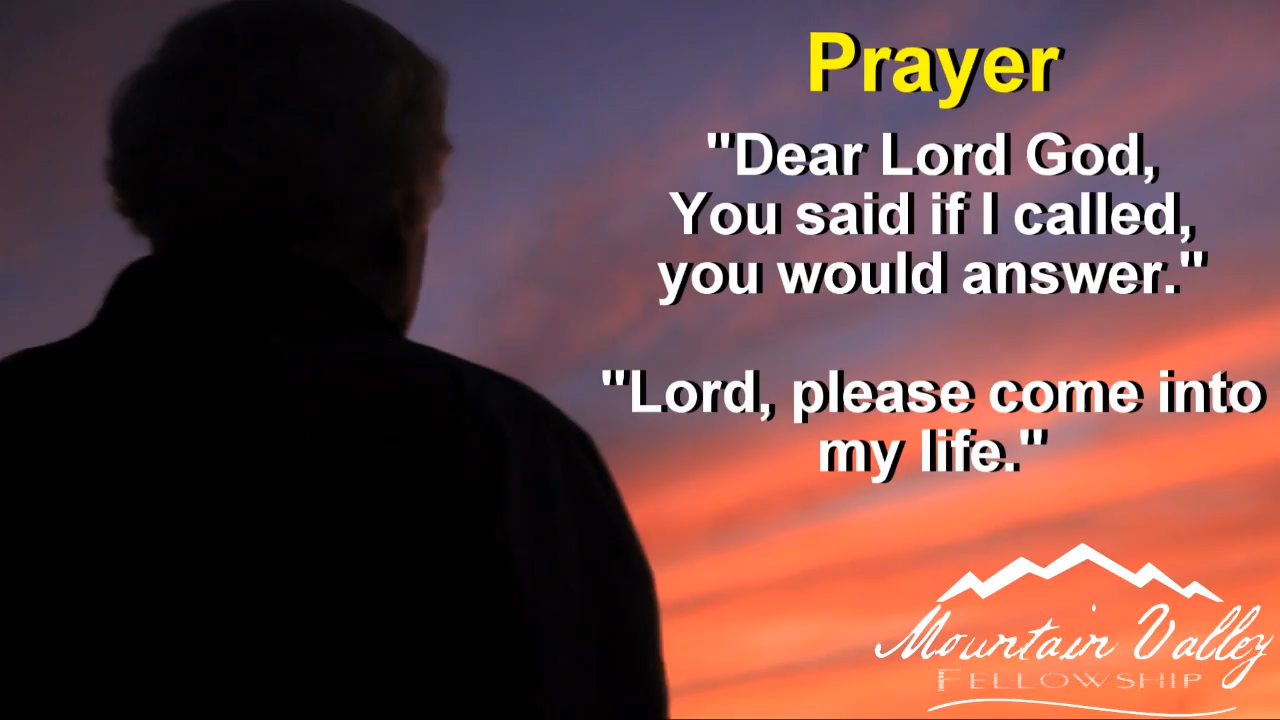 Prayer
"Dear Lord God,
You said if I called,
you would answer."
"Lord, please come into
my life."
Mountain Valley
FELLOWSHIP